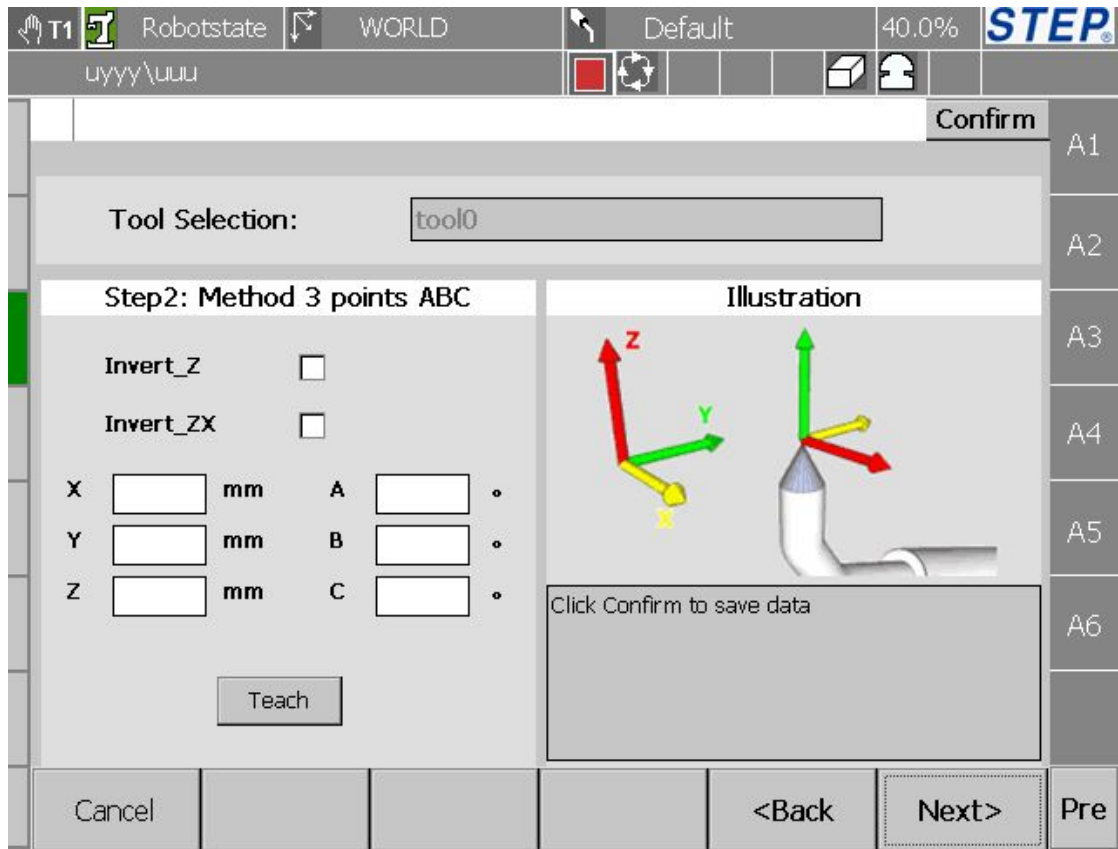 T1 Robotstate WORLD Default 40.0% STEP®
uyyy\uuu
Confirm
A1
Tool Selection: tool0
A2
Step2: Method 3 points ABC
Illustration
Z
A3
Invert_Z
Y
Invert_ZX
A4
X mm A °
X
Y mm B °
A5
Z mm C °
Click Confirm to save data
A6
Teach
Cancel <Back Next> Pre